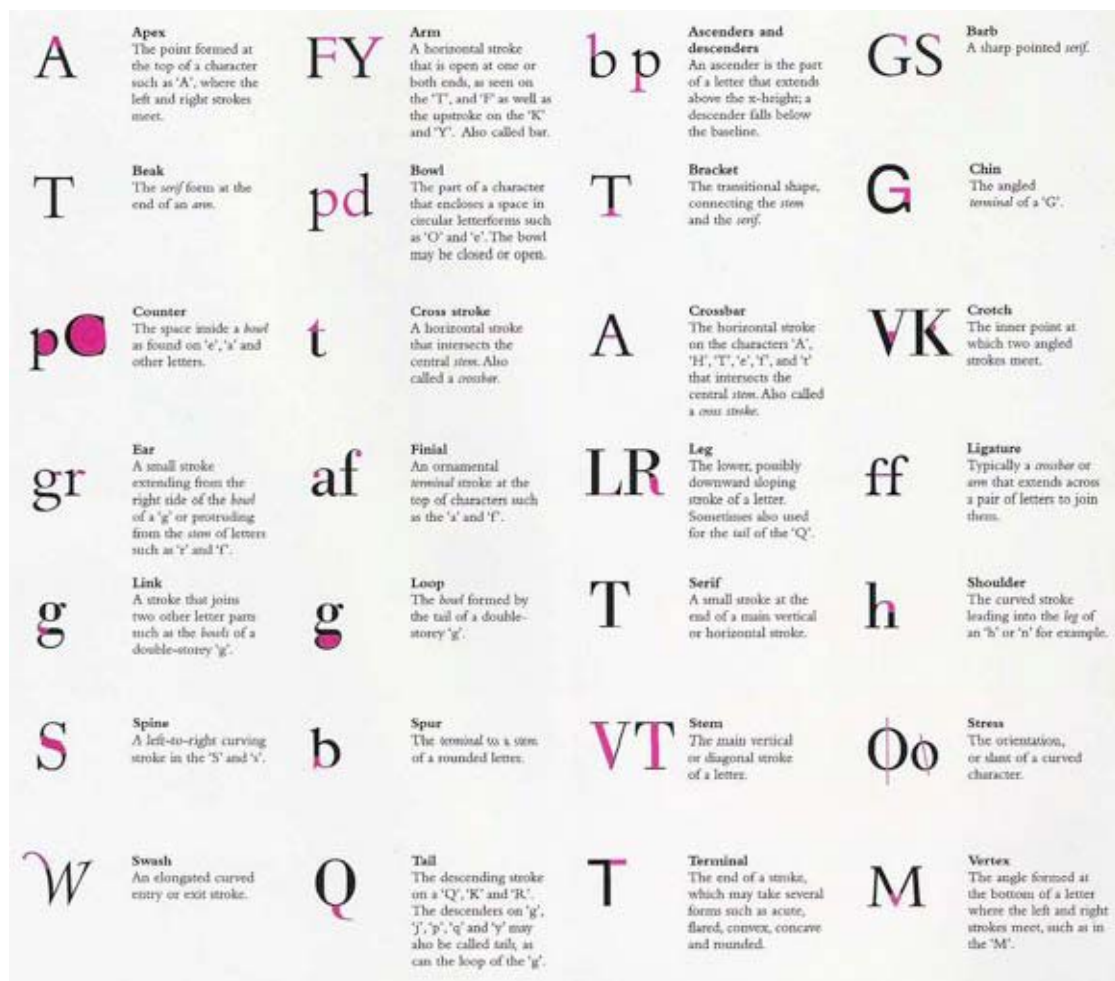 A
Apex
The point formed at
the top of a character
such as 'A', where the
left and right strokes
meet.
FY
Arm
A horizontal stroke
that is open at one or
both ends, as seen on
the 'T', and 'F' as well as
the upstroke on the 'K'
and 'Y'. Also called bar.
b p
Ascenders and
descenders
An ascender is the part
of a letter that extends
above the x-height; a
descender falls below
the baseline.
GS
Barb
A sharp pointed serif.
T
Beak
The serif form at the
end of an arm.
pd
Bowl
The part of a character
that encloses a space in
circular letterforms such
as 'O' and 'e'. The bowl
may be closed or open.
T
Bracket
The transitional shape,
connecting the stem
and the serif.
G
Chin
The angled
terminal of a 'G'.
pC
Counter
The space inside a bowl
as found on 'e', 'a' and
other letters.
t
Cross stroke
A horizontal stroke
that intersects the
central stem. Also
called a crossbar.
A
Crossbar
The horizontal stroke
on the characters 'A',
'H', 'T', 'e', 'f', and 't'
that intersects the
central stem. Also called
a cross stroke.
VK
Crotch
The inner point at
which two angled
strokes meet.
gr
Ear
A small stroke
extending from the
right side of the bowl
of a 'g' or protruding
from the stem of letters
such as 'r' and 'f'.
af
Finial
An ornamental
terminal stroke at the
top of characters such
as the 'a' and 'f'.
LR
Leg
The lower, possibly
downward sloping
stroke of a letter.
Sometimes also used
for the tail of the 'Q'.
ff
Ligature
Typically a crossbar or
arm that extends across
a pair of letters to join
them.
g
Link
A stroke that joins
two other letter parts
such as the bowls of a
double-storey 'g'.
g
Loop
The bowl formed by
the tail of a double-
storey 'g'.
T
Serif
A small stroke at the
end of a main vertical
or horizontal stroke.
h
Shoulder
The curved stroke
leading into the leg of
an 'h' or 'n' for example.
S
Spine
A left-to-right curving
stroke in the 'S' and 's'.
b
Spur
The terminal to a stem
of a rounded letter.
VT
Stem
The main vertical
or diagonal stroke
of a letter.
Oo
Stress
The orientation,
or slant of a curved
character.
W
Swash
An elongated curved
entry or exit stroke.
Q
Tail
The descending stroke
on a 'Q', 'K' and 'R'.
The descenders on 'g',
'j', 'p', 'q' and 'y' may
also be called tails, as
can the loop of the 'g'.
T
Terminal
The end of a stroke,
which may take several
forms such as acute,
flared, convex, concave
and rounded.
M
Vertex
The angle formed at
the bottom of a letter
where the left and right
strokes meet, such as in
the 'M'.